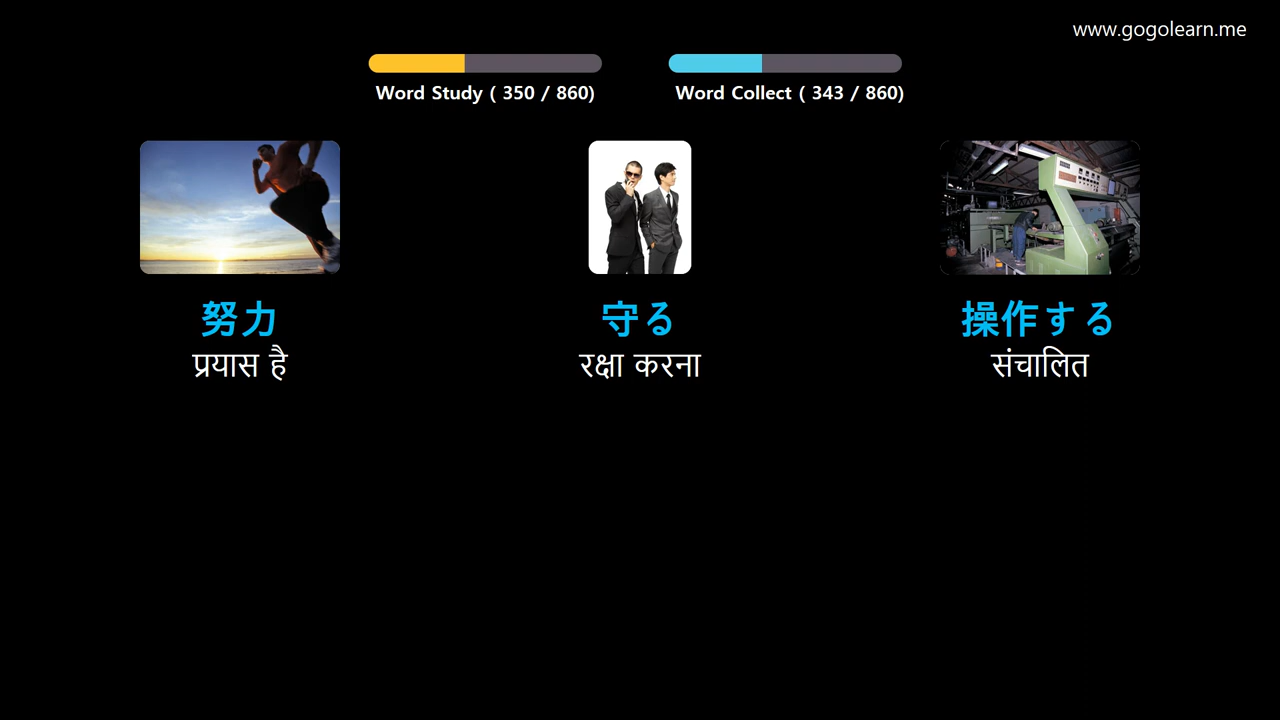 www.gogolearn.me
Word Study ( 350 / 860)
Word Collect ( 343 / 860)
努力
守る
操作する
प्रयास है
रक्षा करना
संचालित